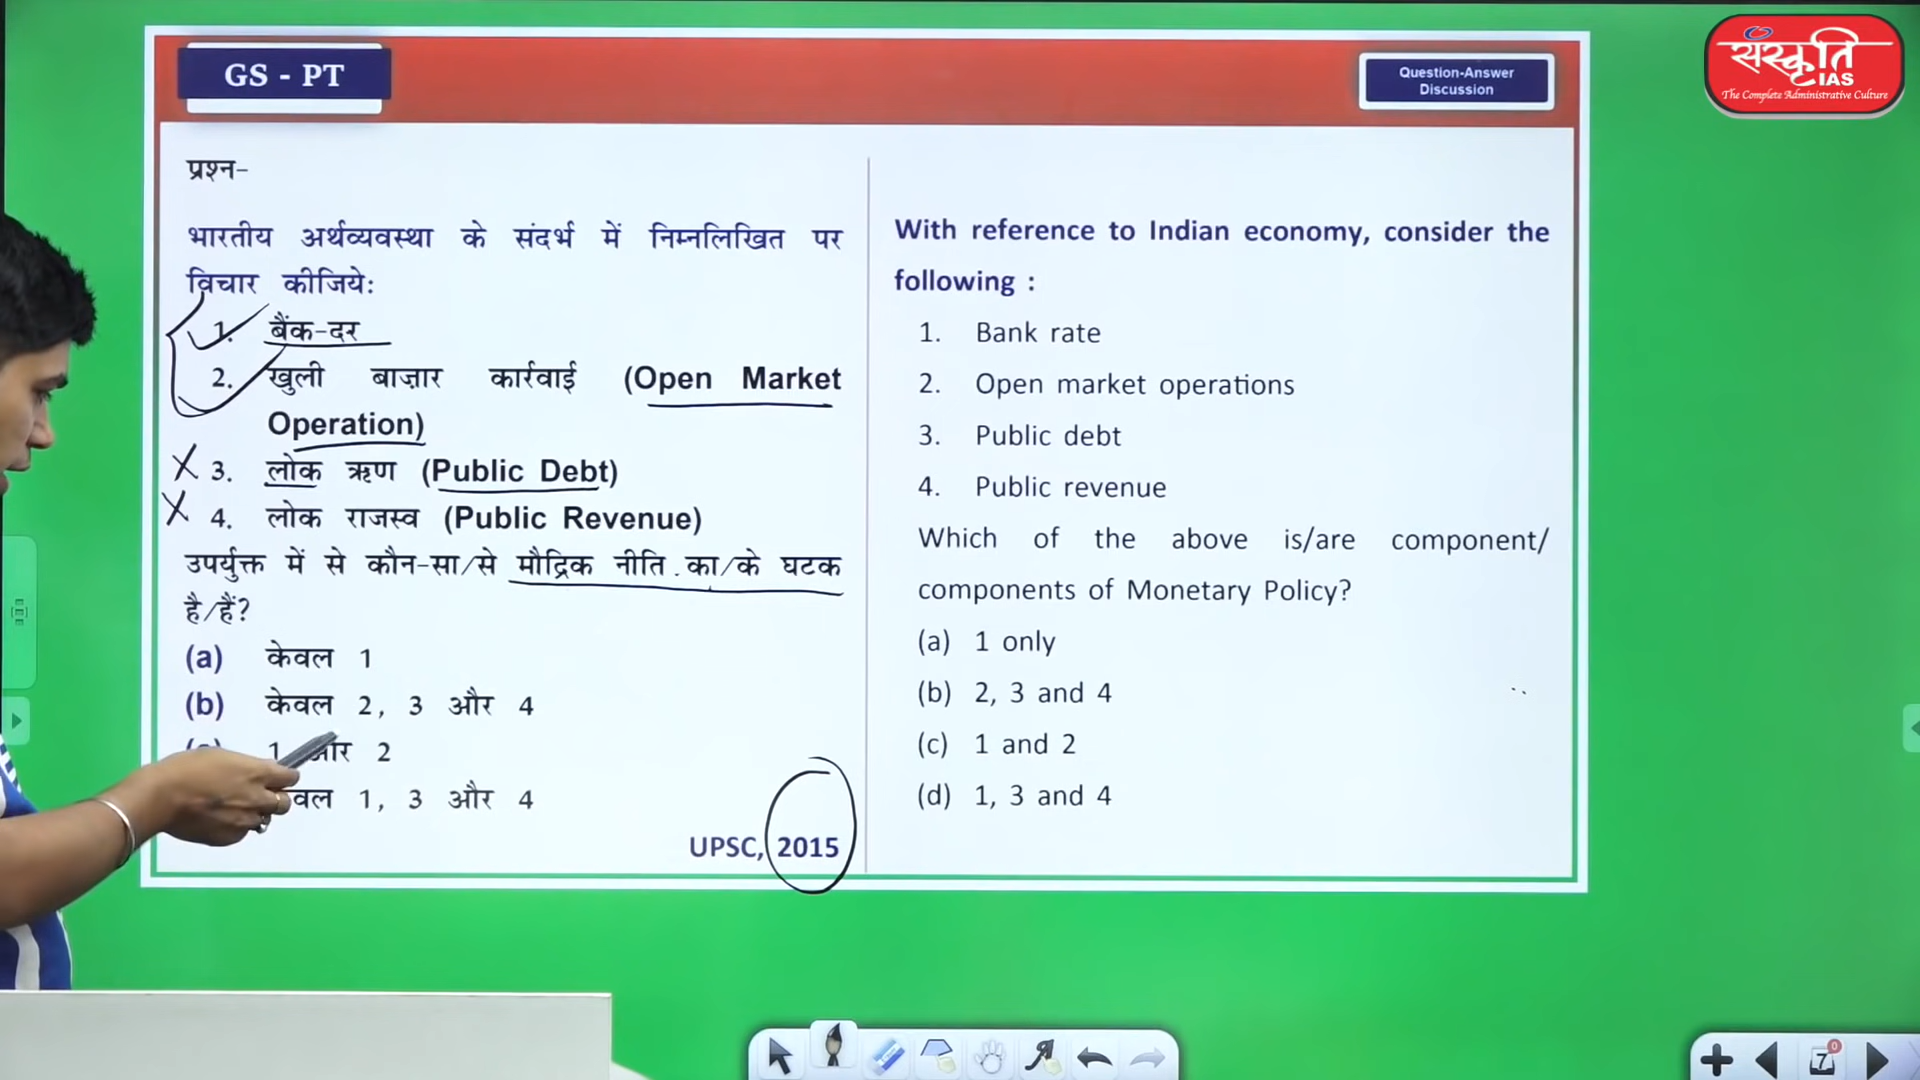 GS - PT
Question-Answer
Discussion
संस्कृति
IAS
The Complete Administrative Culture
प्रश्न-
भारतीय अर्थव्यवस्था के संदर्भ में निम्नलिखित पर
विचार कीजिये:
1. बैंक-दर
2. खुली बाज़ार कार्रवाई (Open Market
Operation)
3. लोक ऋण (Public Debt)
4. लोक राजस्व (Public Revenue)
उपर्युक्त में से कौन-सा/से मौद्रिक नीति का/के घटक
है/हैं?
(a) केवल 1
(b) केवल 2, 3 और 4
1 और 2
1, 3 और 4
UPSC, 2015
With reference to Indian economy, consider the
following :
1. Bank rate
2. Open market operations
3. Public debt
4. Public revenue
Which of the above is/are component/
components of Monetary Policy?
(a) 1 only
(b) 2, 3 and 4
(c) 1 and 2
(d) 1, 3 and 4
7
0